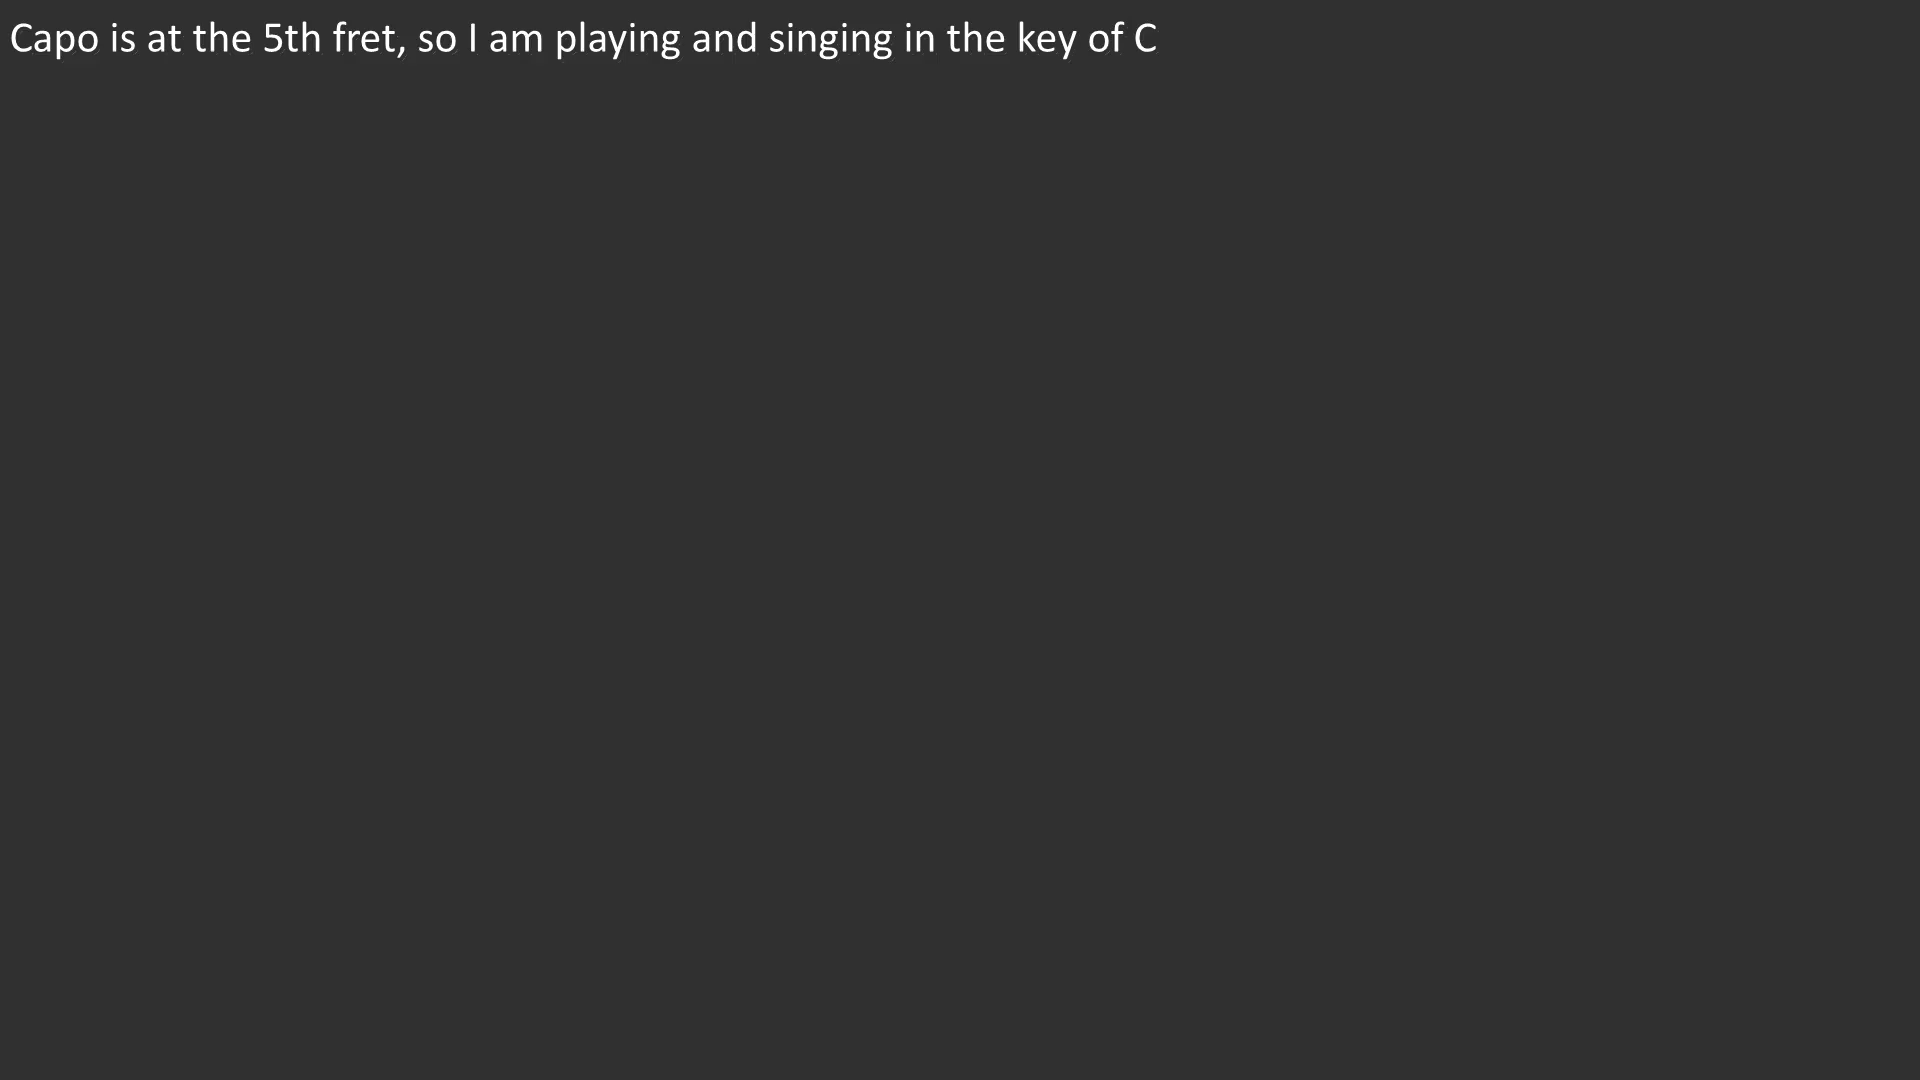 Capo is at the 5th fret, so I am playing and singing in the key of C